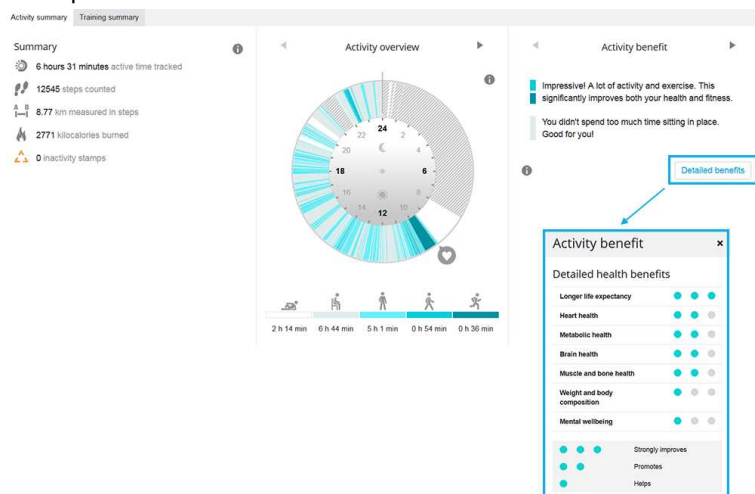 Activity summary
Training summary
Summary
6 hours 31 minutes active time tracked
12545 steps counted
A B
8.77 km measured in steps
2771 kilocalories burned
0 inactivity stamps
Activity overview
24
22 2
20 4
18 6
16 8
14 10
12
2 h 14 min 6 h 44 min 5 h 1 min 0 h 54 min 0 h 36 min
Activity benefit
Impressive! A lot of activity and exercise. This
significantly improves both your health and fitness.
You didn't spend too much time sitting in place.
Good for you!
Detailed benefits
Activity benefit ×
Detailed health benefits
Longer life expectancy
Heart health
Metabolic health
Brain health
Muscle and bone health
Weight and body
composition
Mental wellbeing
Strongly improves
Promotes
Helps